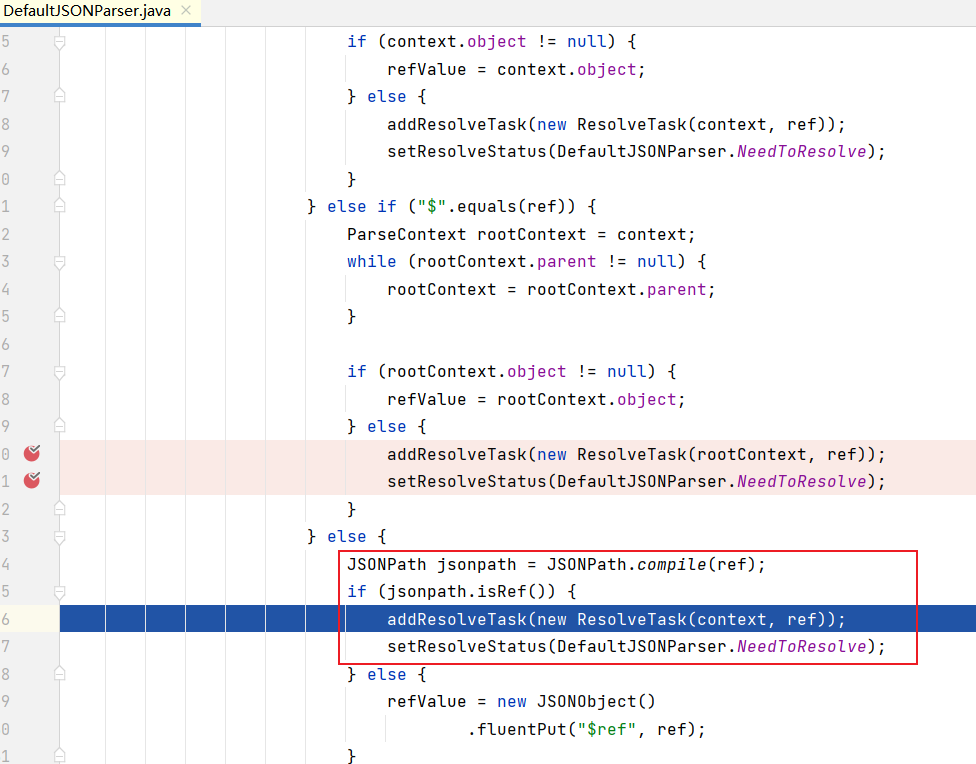 DefaultJSONParser.java ×
5 if (context.object != null) {
6 refValue = context.object;
7 } else {
8 addResolveTask(new ResolveTask(context, ref));
9 setResolveStatus(DefaultJSONParser.NeedToResolve);
0 }
1 } else if ("$".equals(ref)) {
2 ParseContext rootContext = context;
3 while (rootContext.parent != null) {
4 rootContext = rootContext.parent;
5 }
6
7 if (rootContext.object != null) {
8 refValue = rootContext.object;
9 } else {
0 addResolveTask(new ResolveTask(rootContext, ref));
1 setResolveStatus(DefaultJSONParser.NeedToResolve);
2 }
3 } else {
4 JSONPath jsonpath = JSONPath.compile(ref);
5 if (jsonpath.isRef()) {
6 addResolveTask(new ResolveTask(context, ref));
7 setResolveStatus(DefaultJSONParser.NeedToResolve);
8 } else {
9 refValue = new JSONObject()
0 .fluentPut("$ref", ref);
1 }